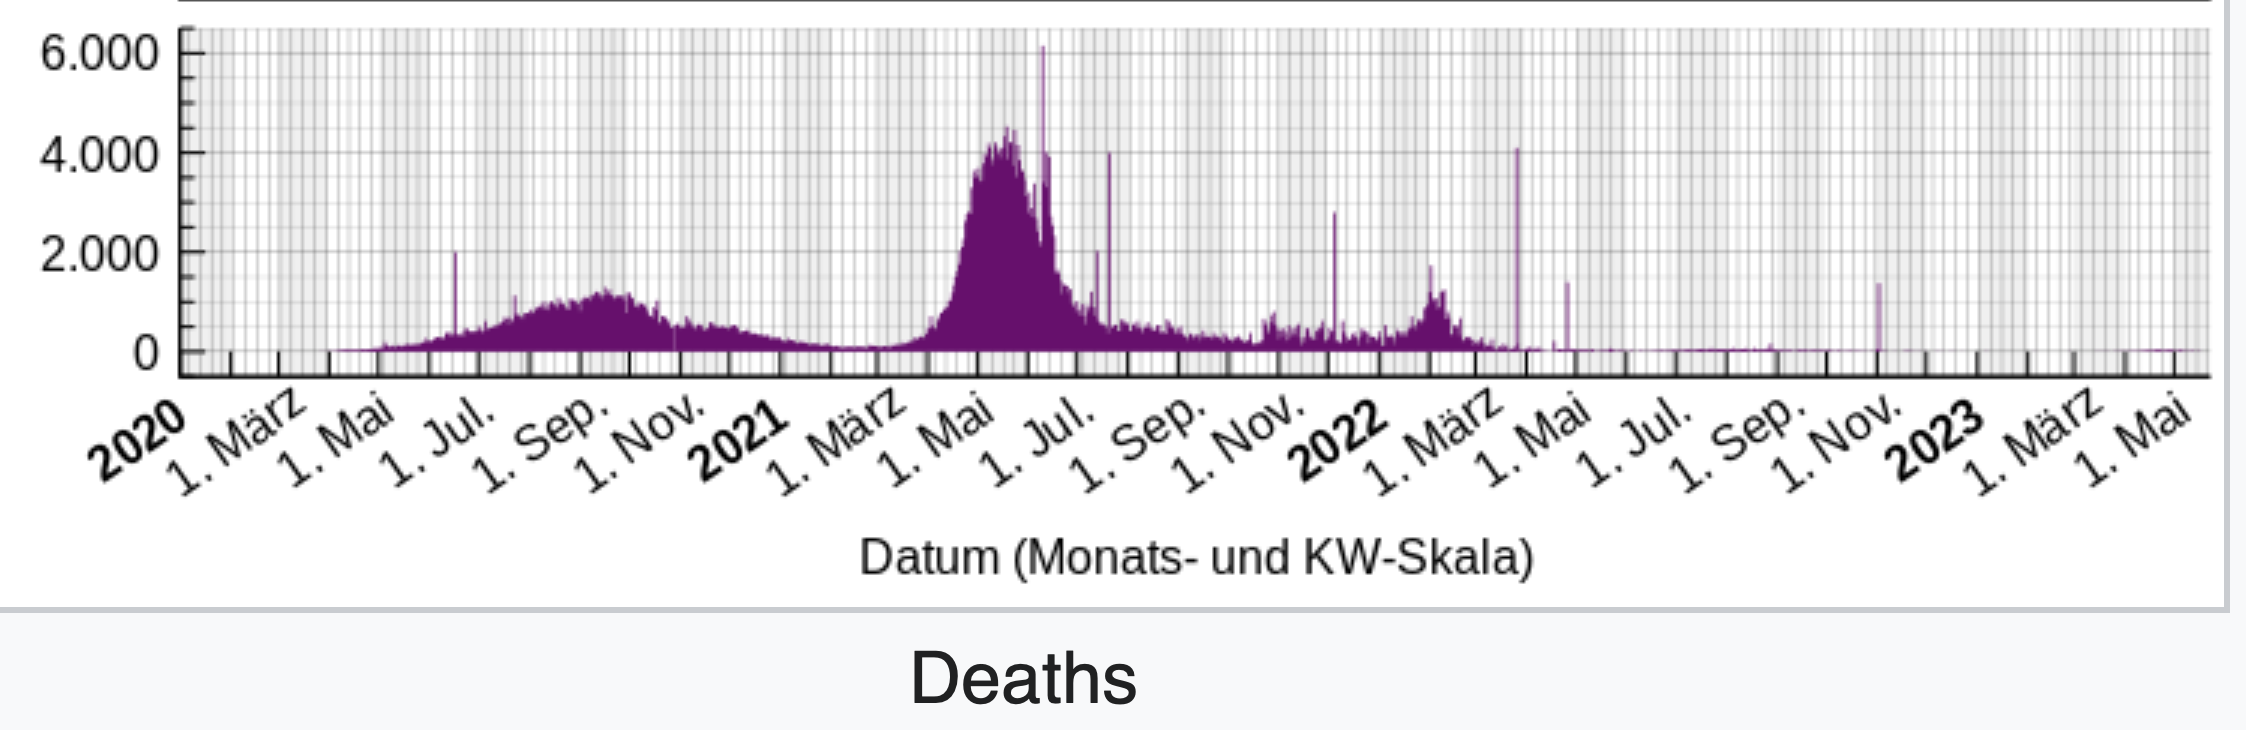 6.000
4.000
2.000
0
2020 1. März 1. Mai 1. Jul. 1. Sep. 1. Nov. 2021 1. März 1. Mai 1. Jul. 1. Sep. 1. Nov. 2022 1. März 1. Mai 1. Jul. 1. Sep. 1. Nov. 2023 1. März 1. Mai
Datum (Monats- und KW-Skala)
Deaths